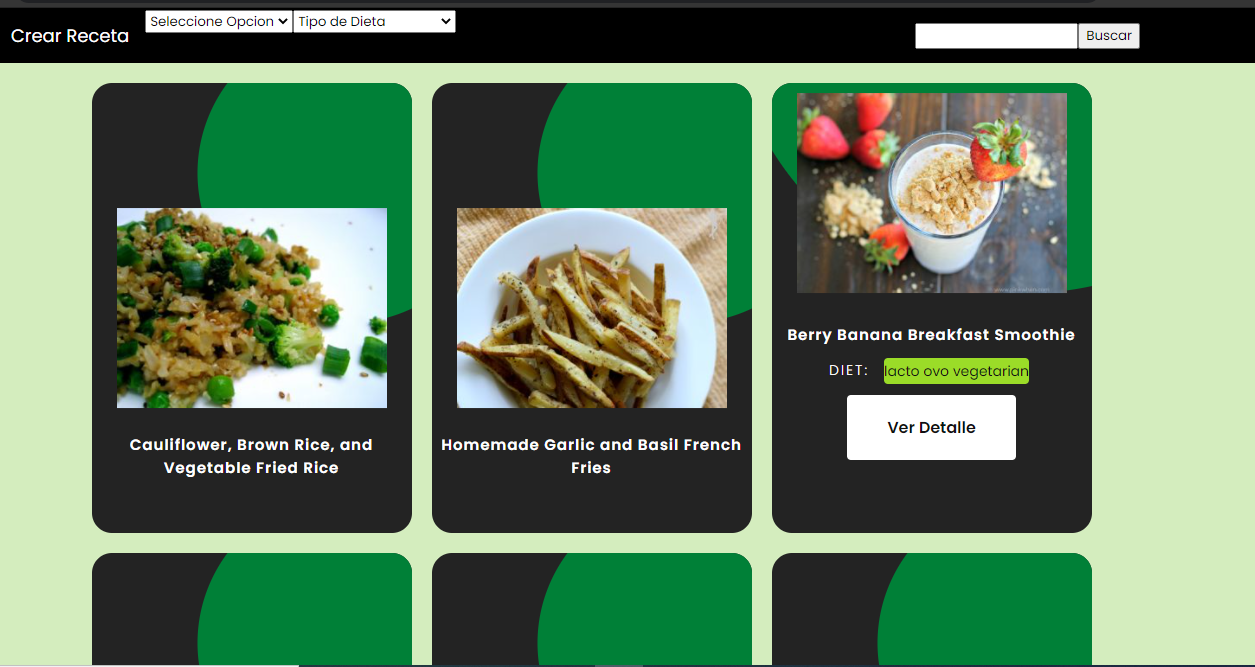 Crear Receta
Seleccione Opcion
Tipo de Dieta
Buscar
Cauliflower, Brown Rice, and
Vegetable Fried Rice
Homemade Garlic and Basil French
Fries
Berry Banana Breakfast Smoothie
DIET: lacto ovo vegetarian
Ver Detalle